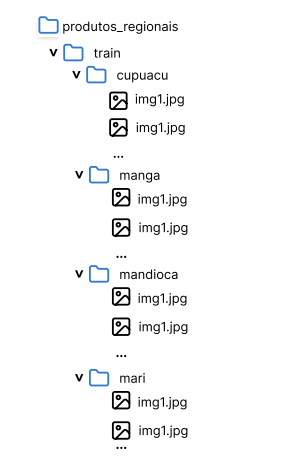 produtos_regionais
train
cupuacu
img1.jpg
img1.jpg
...
manga
img1.jpg
img1.jpg
...
mandioca
img1.jpg
img1.jpg
...
mari
img1.jpg
img1.jpg
...